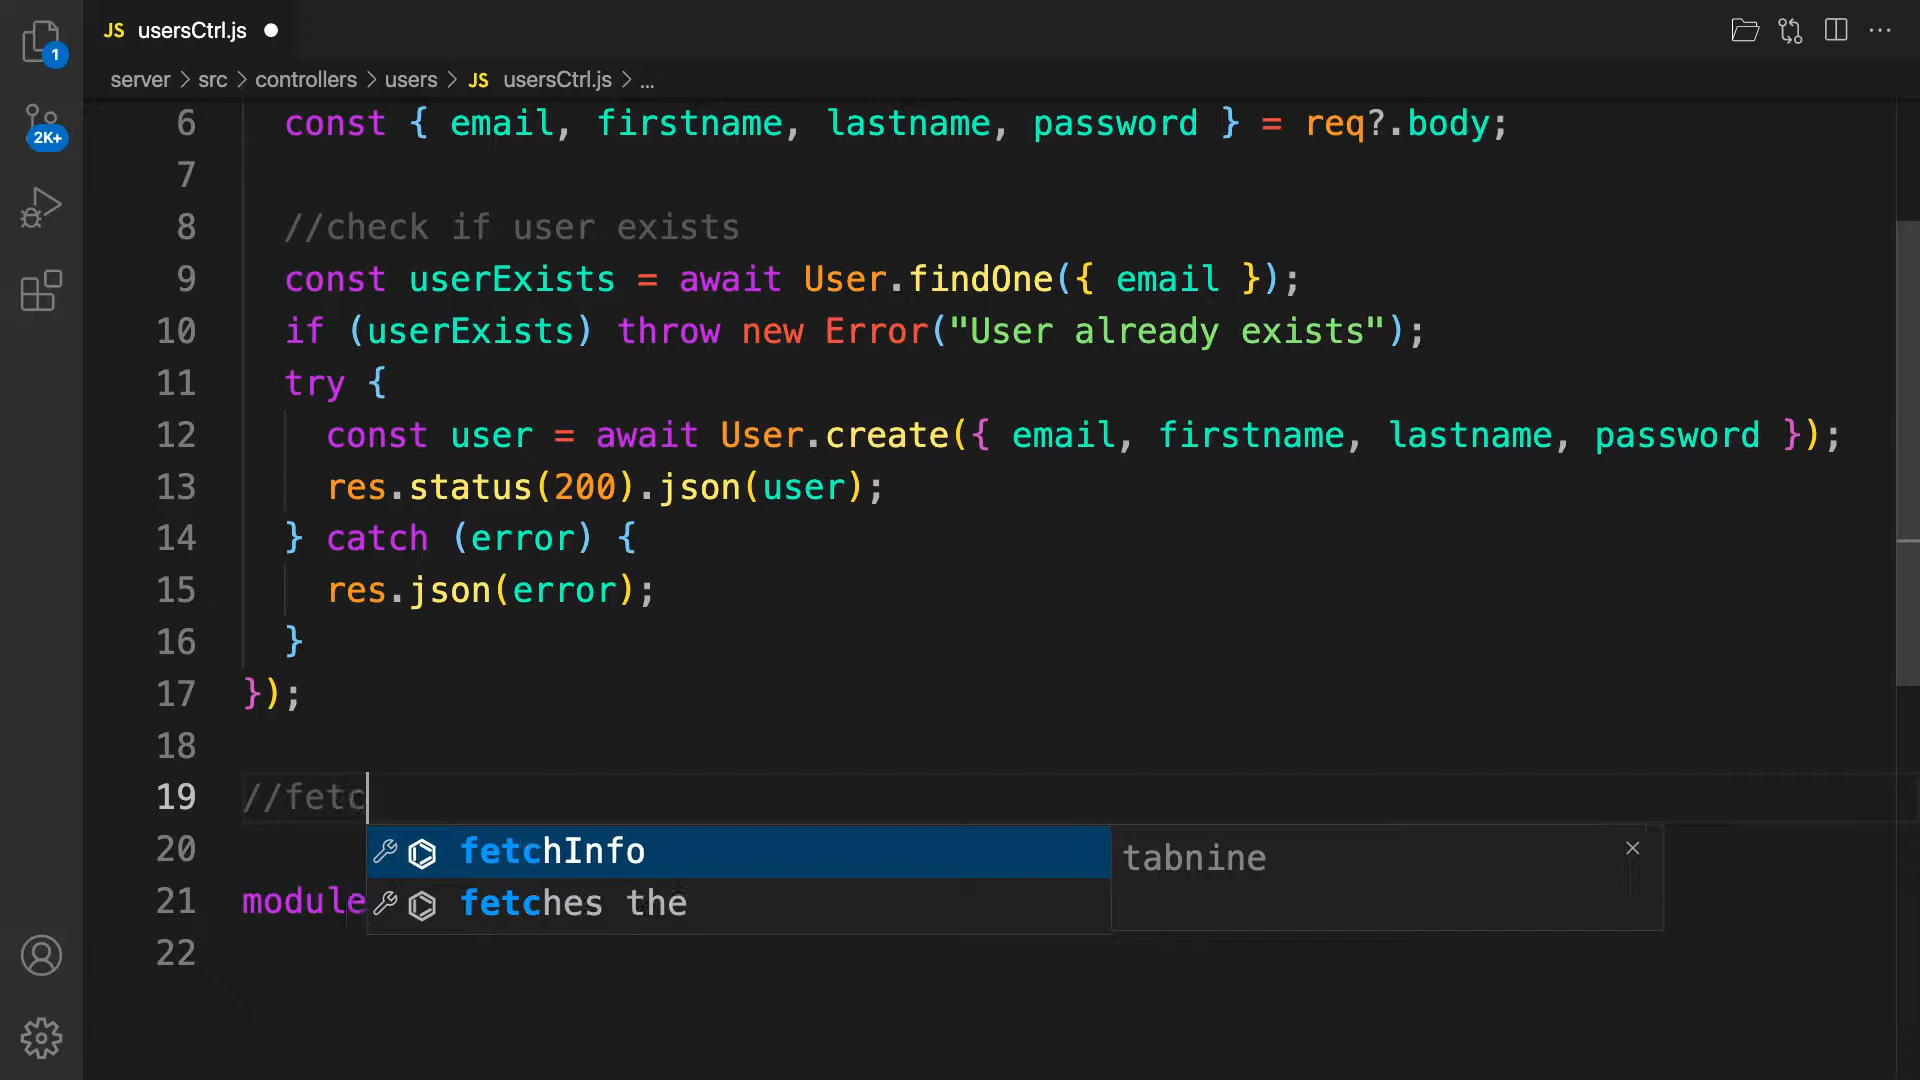 JS usersCtrl.js
1
server > src > controllers > users > JS usersCtrl.js > ...
2K+
6 const { email, firstname, lastname, password } = req?.body;
7
8 //check if user exists
9 const userExists = await User.findOne({ email });
10 if (userExists) throw new Error("User already exists");
11 try {
12 const user = await User.create({ email, firstname, lastname, password });
13 res.status(200).json(user);
14 } catch (error) {
15 res.json(error);
16 }
17 });
18
19 //fetc
20 fetchInfo tabnine
21 module fetches the
22